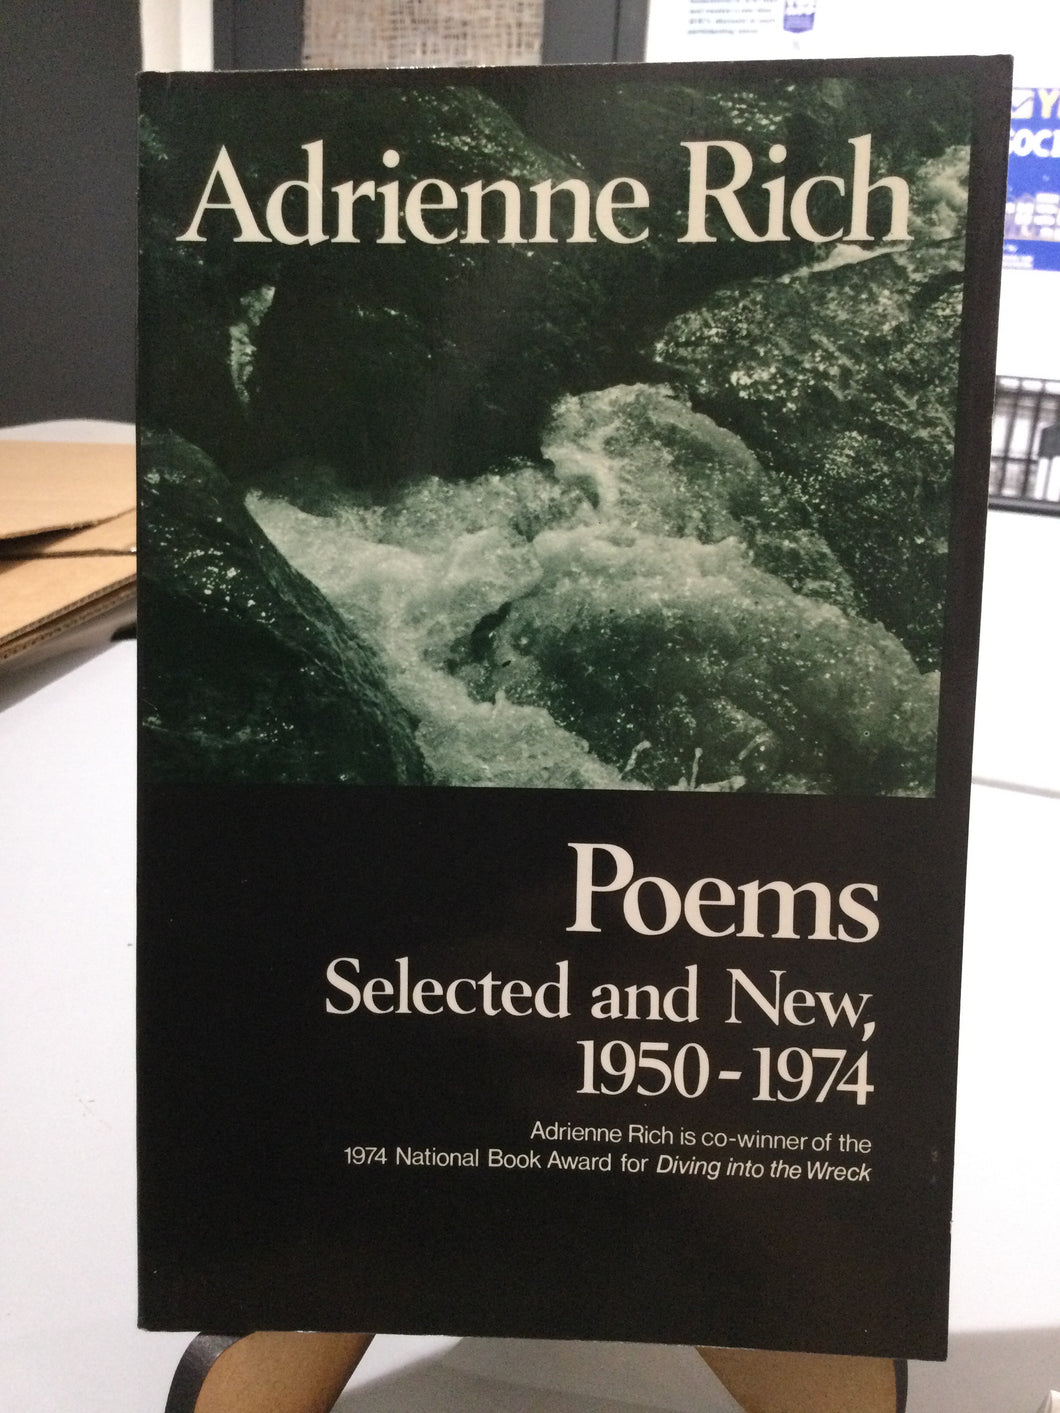 Adrienne Rich
Poems
Selected and New,
1950-1974
Adrienne Rich is co-winner of the
1974 National Book Award for Diving into the Wreck